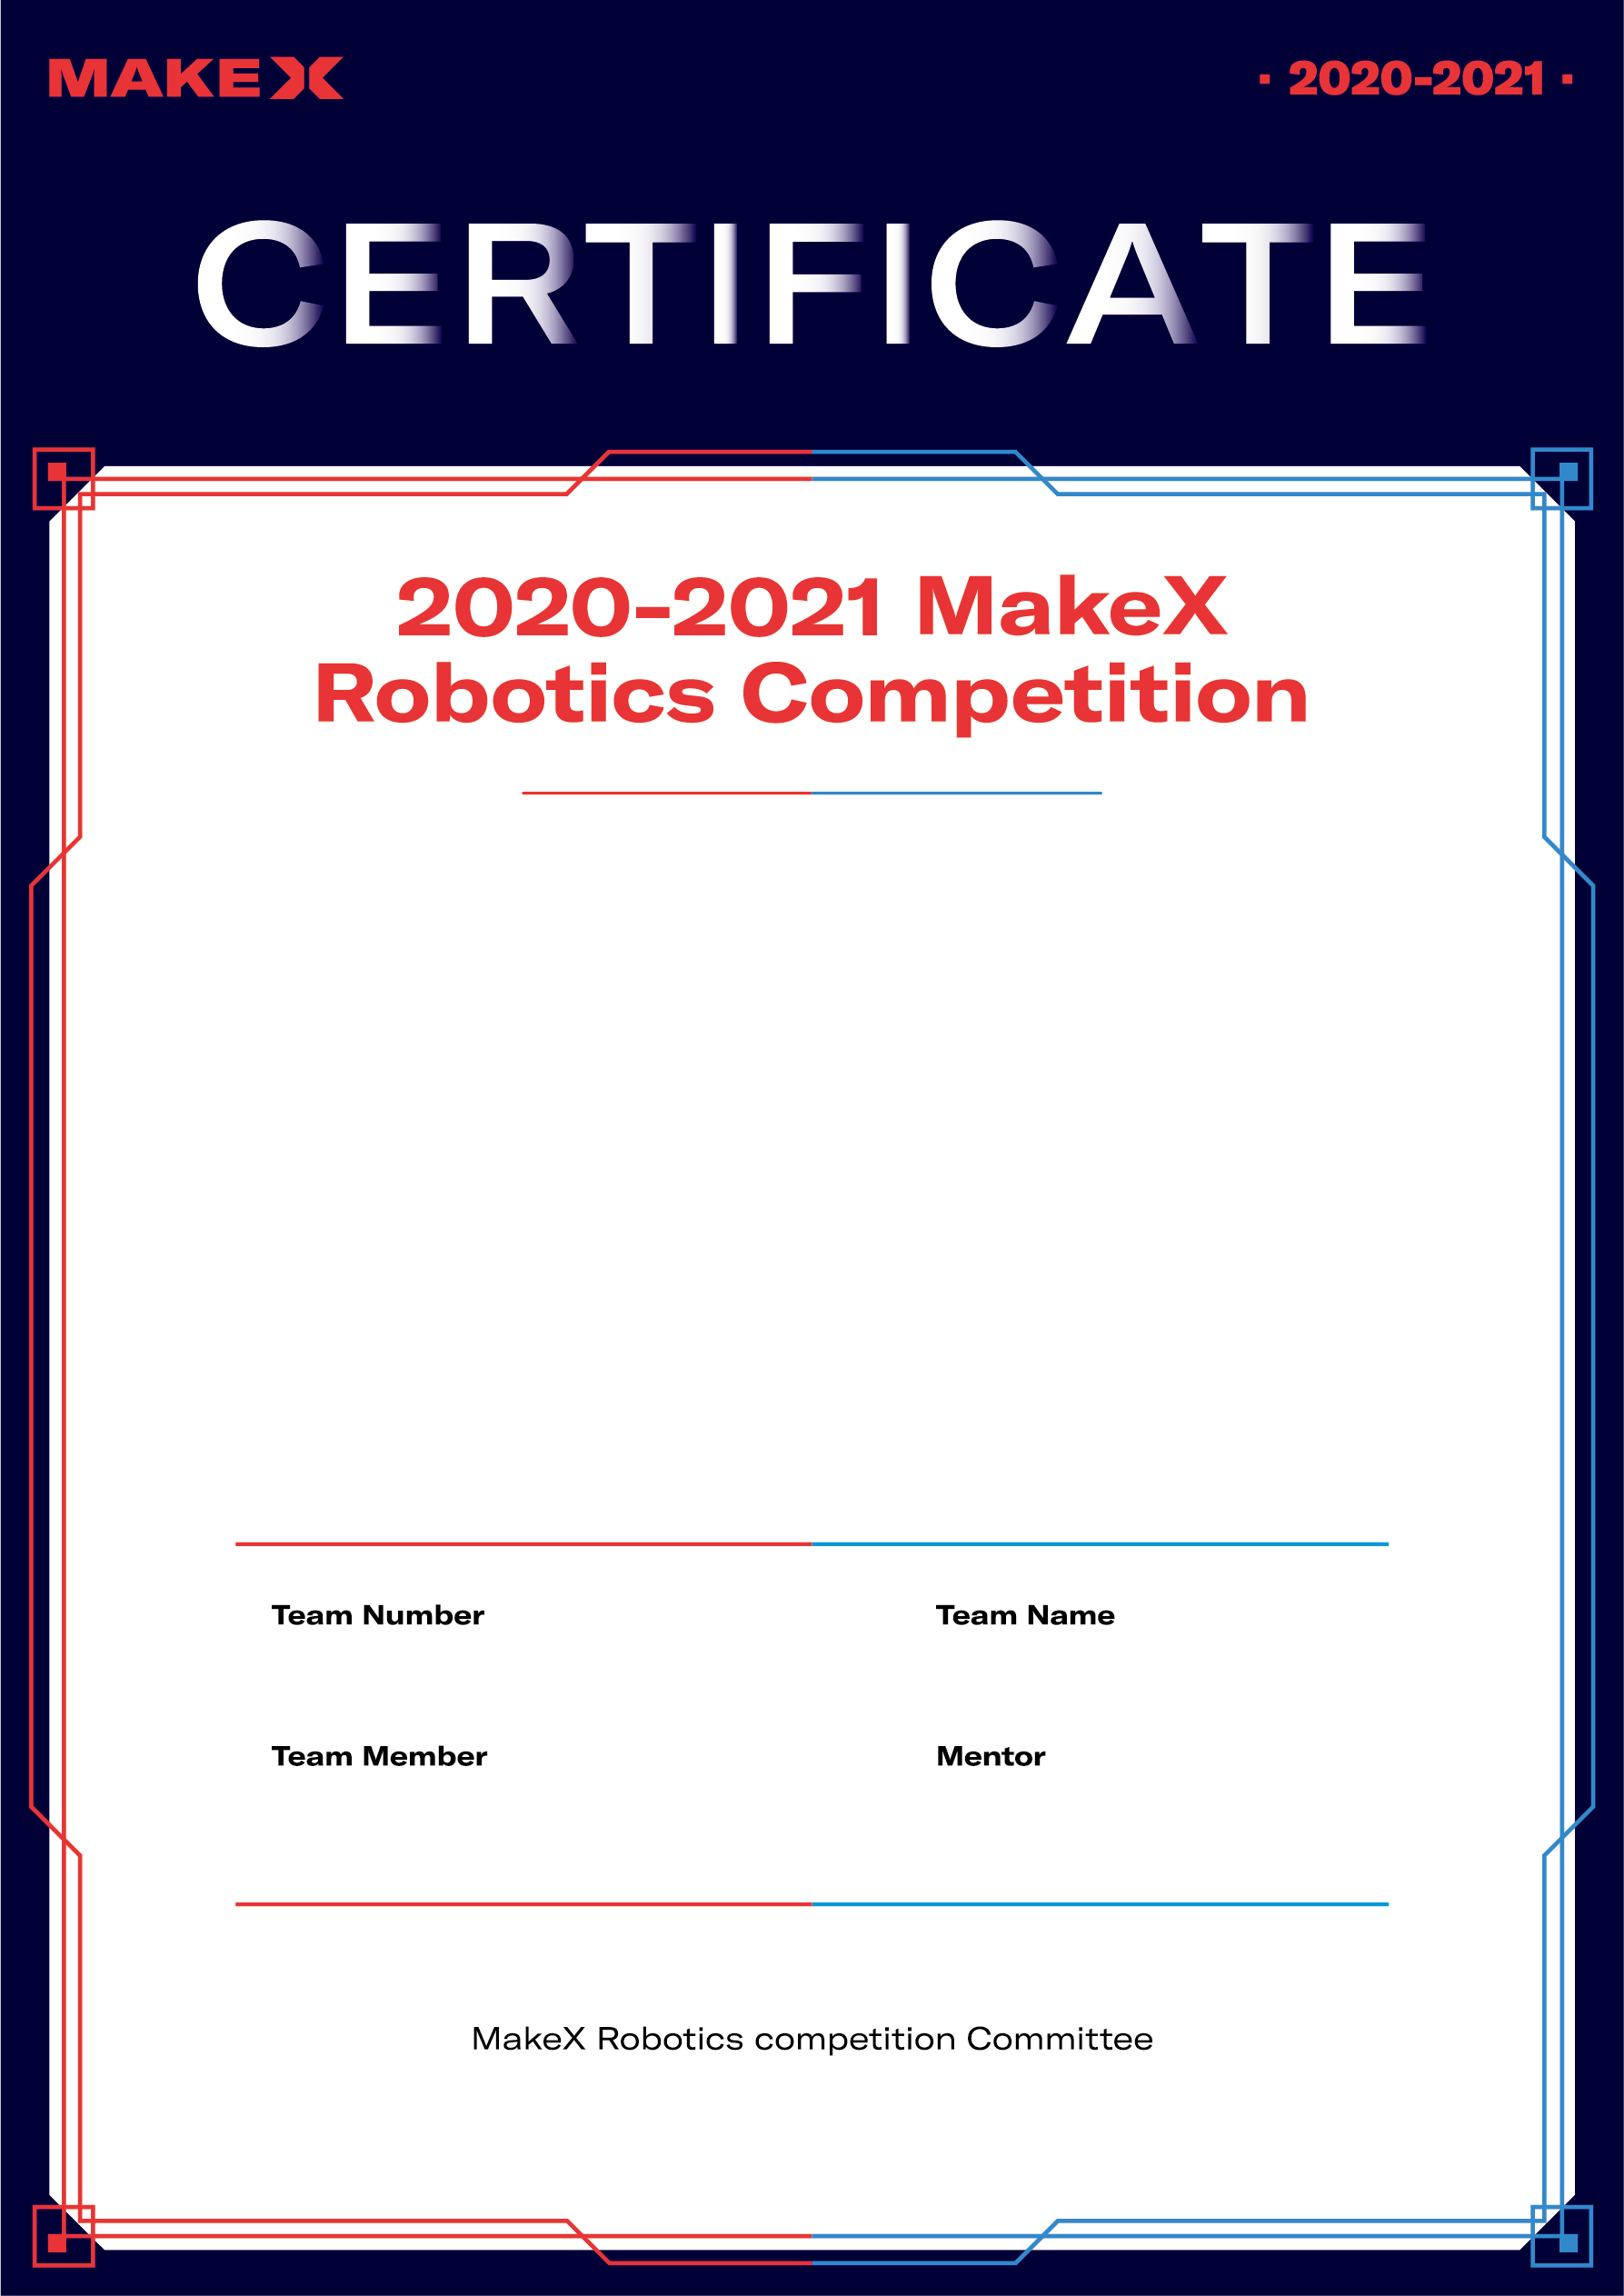 MAKEX
· 2020-2021 ·
CERTIFICATE
2020-2021 MakeX
Robotics Competition
Team Number
Team Name
Team Member
Mentor
MakeX Robotics competition Committee